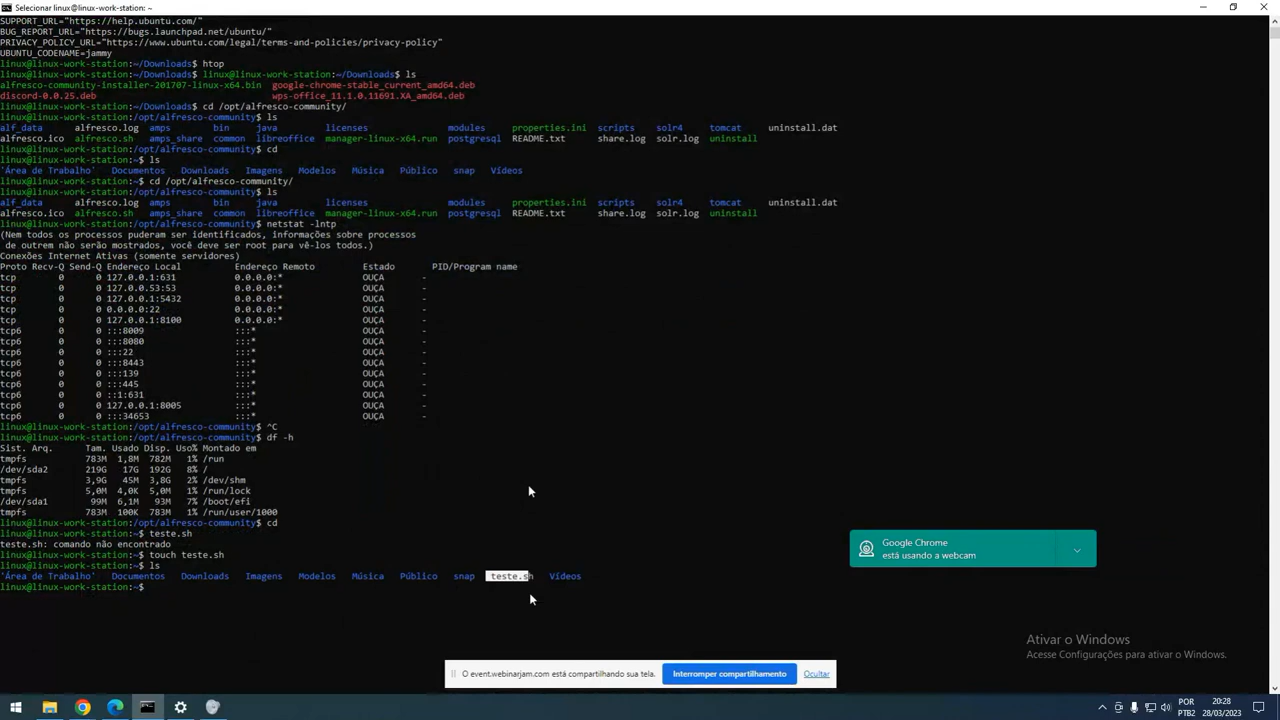 Selecionar linux@linux-work-station: ~
SUPPORT_URL="https://help.ubuntu.com/"
BUG_REPORT_URL="https://bugs.launchpad.net/ubuntu/"
PRIVACY_POLICY_URL="https://www.ubuntu.com/legal/terms-and-policies/privacy-policy"
UBUNTU_CODENAME=jammy
linux@linux-work-station:~/Downloads$ htop
linux@linux-work-station:~/Downloads$ linux@linux-work-station:~/Downloads$ ls
alfresco-community-installer-201707-linux-x64.bin google-chrome-stable_current_amd64.deb
discord-0.0.25.deb wps-office_11.1.0.11691.XA_amd64.deb
linux@linux-work-station:~/Downloads$ cd /opt/alfresco-community/
linux@linux-work-station:/opt/alfresco-community$ ls
alf_data alfresco.log amps bin java licenses modules properties.ini scripts solr4 tomcat uninstall.dat
alfresco.ico alfresco.sh amps_share common libreoffice manager-linux-x64.run postgresql README.txt share.log solr.log uninstall
linux@linux-work-station:/opt/alfresco-community$ cd
linux@linux-work-station:~$ ls
'Área de Trabalho' Documentos Downloads Imagens Modelos Música Público snap Vídeos
linux@linux-work-station:~$ cd /opt/alfresco-community/
linux@linux-work-station:/opt/alfresco-community$ ls
alf_data alfresco.log amps bin java licenses modules properties.ini scripts solr4 tomcat uninstall.dat
alfresco.ico alfresco.sh amps_share common libreoffice manager-linux-x64.run postgresql README.txt share.log solr.log uninstall
linux@linux-work-station:/opt/alfresco-community$ netstat -lntp
(Nem todos os processos puderam ser identificados, informações sobre processos
de outrem não serão mostrados, você deve ser root para vê-los todos.)
Conexões Internet Ativas (somente servidores)
Proto Recv-Q Send-Q Endereço Local Endereço Remoto Estado PID/Program name
tcp 0 0 127.0.0.1:631 0.0.0.0:* OUÇA -
tcp 0 0 127.0.0.53:53 0.0.0.0:* OUÇA -
tcp 0 0 127.0.0.1:5432 0.0.0.0:* OUÇA -
tcp 0 0 0.0.0.0:22 0.0.0.0:* OUÇA -
tcp 0 0 127.0.0.1:8100 0.0.0.0:* OUÇA -
tcp6 0 0 :::8009 :::* OUÇA -
tcp6 0 0 :::8080 :::* OUÇA -
tcp6 0 0 :::22 :::* OUÇA -
tcp6 0 0 :::8443 :::* OUÇA -
tcp6 0 0 :::139 :::* OUÇA -
tcp6 0 0 :::445 :::* OUÇA -
tcp6 0 0 ::1:631 :::* OUÇA -
tcp6 0 0 127.0.0.1:8005 :::* OUÇA -
tcp6 0 0 :::34653 :::* OUÇA -
linux@linux-work-station:/opt/alfresco-community$ ^C
linux@linux-work-station:/opt/alfresco-community$ df -h
Sist. Arq. Tam. Usado Disp. Uso% Montado em
tmpfs 783M 1,8M 782M 1% /run
/dev/sda2 219G 17G 192G 8% /
tmpfs 3,9G 45M 3,8G 2% /dev/shm
tmpfs 5,0M 4,0K 5,0M 1% /run/lock
/dev/sda1 99M 6,1M 93M 7% /boot/efi
tmpfs 783M 100K 783M 1% /run/user/1000
linux@linux-work-station:/opt/alfresco-community$ cd
linux@linux-work-station:~$ teste.sh
teste.sh: comando não encontrado
linux@linux-work-station:~$ touch teste.sh
linux@linux-work-station:~$ ls
'Área de Trabalho' Documentos Downloads Imagens Modelos Música Público snap teste.sh Vídeos
linux@linux-work-station:~$
Google Chrome
está usando a webcam
Ativar o Windows
Acesse Configurações para ativar o Windows.
O event.webinarjam.com está compartilhando sua tela.
Interromper compartilhamento
Ocultar
POR
PTB2
20:28
28/03/2023